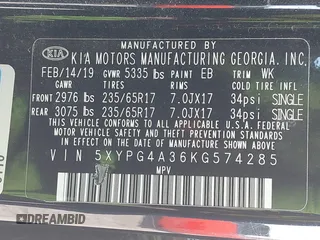 KIA KIA MOTORS MANUFACTURING GEORGIA, INC.
FEB/14/19 GVWR 5335 lbs PAINT EB TRIM WK
GAWR TIRES RIMS COLD TIRE INFL
FRONT 2976 lbs 235/65R17 7.0JX17 34psi SINGLE
REAR 3075 lbs 235/65R17 7.0JX17 34psi SINGLE
THIS VEHICLE CONFORMS TO ALL APPLICABLE
FEDERAL MOTOR VEHICLE SAFETY, BUMPER, AND
THEFT PREVENTION STANDARDS IN EFFECT ON THE DATE
OF MANUFACTURE SHOWN ABOVE.
VIN 5XYPG4A36KG574285
MPV
DREAMBID